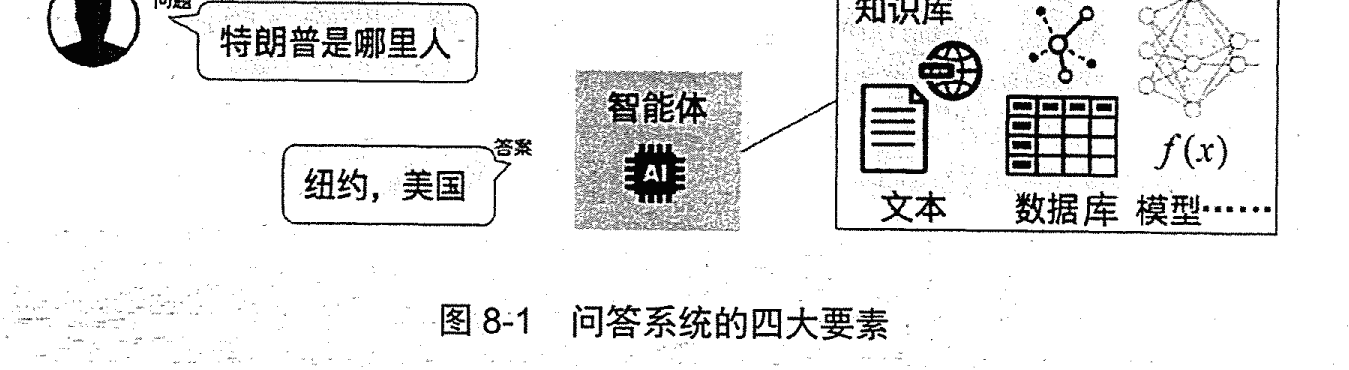 问题
特朗普是哪里人
答案
纽约，美国
智能体
AI
知识库
f(x)
文本
数据库
模型……
图 8-1 问答系统的四大要素